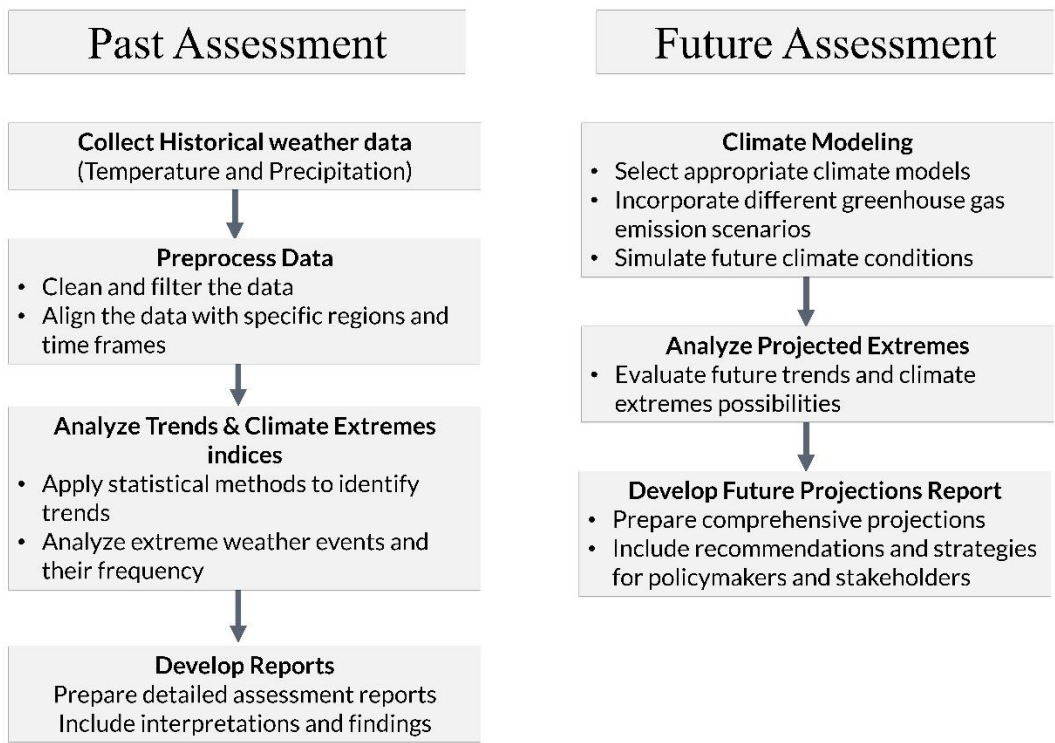 Past Assessment
Collect Historical weather data
(Temperature and Precipitation)
Preprocess Data
• Clean and filter the data
• Align the data with specific regions and
time frames
Analyze Trends & Climate Extremes
indices
• Apply statistical methods to identify
trends
• Analyze extreme weather events and
their frequency
Develop Reports
Prepare detailed assessment reports
Include interpretations and findings
Future Assessment
Climate Modeling
• Select appropriate climate models
• Incorporate different greenhouse gas
emission scenarios
• Simulate future climate conditions
Analyze Projected Extremes
• Evaluate future trends and climate
extremes possibilities
Develop Future Projections Report
• Prepare comprehensive projections
• Include recommendations and strategies
for policymakers and stakeholders